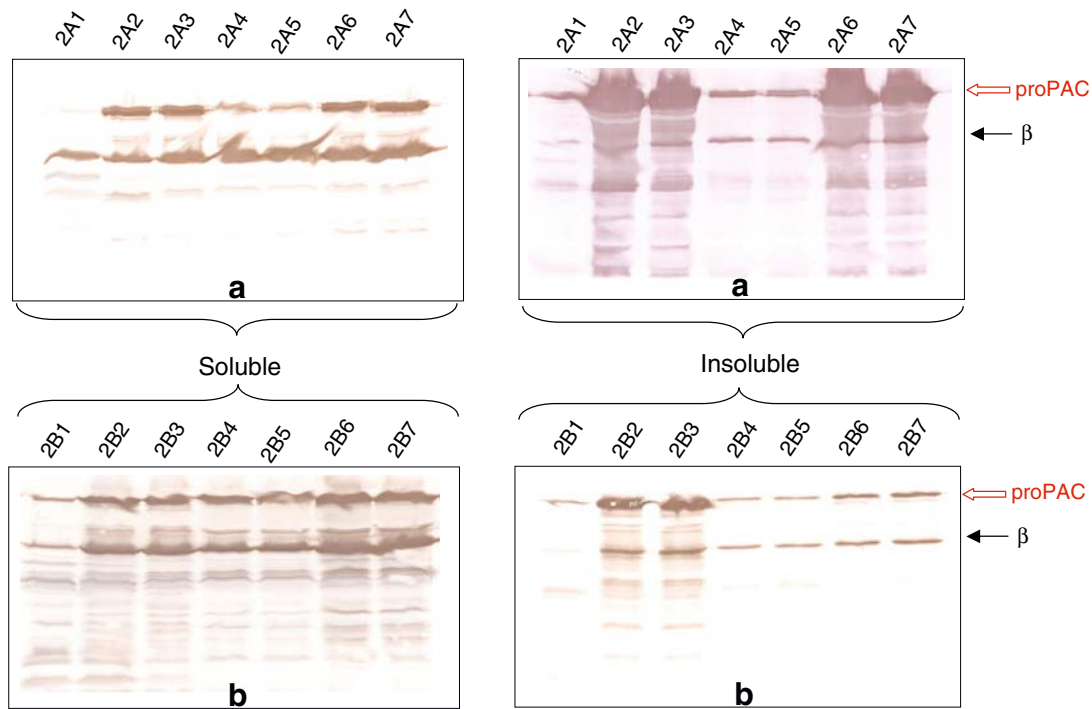 2A1 2A2 2A3 2A4 2A5 2A6 2A7
2A1 2A2 2A3 2A4 2A5 2A6 2A7
proPAC
β
a
a
Soluble
Insoluble
2B1 2B2 2B3 2B4 2B5 2B6 2B7
2B1 2B2 2B3 2B4 2B5 2B6 2B7
proPAC
β
b
b